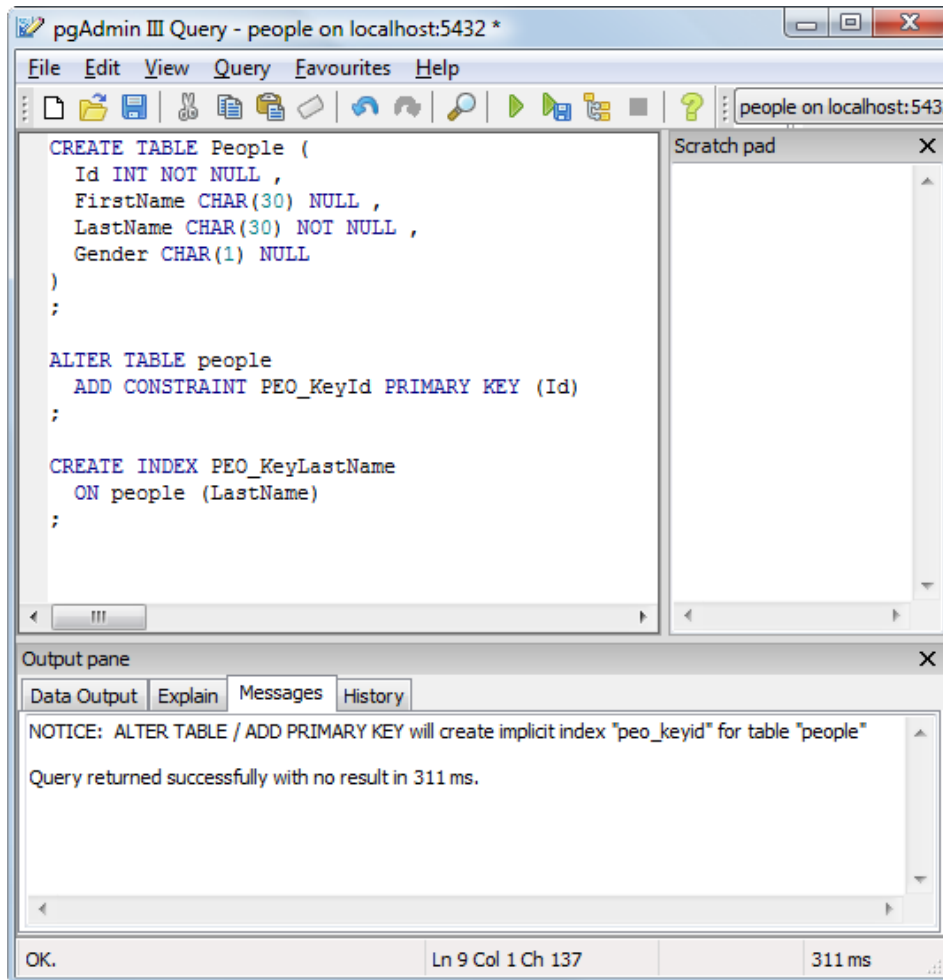 pgAdmin III Query - people on localhost:5432 *
File Edit View Query Favourites Help
people on localhost:543
CREATE TABLE People (
Id INT NOT NULL ,
FirstName CHAR(30) NULL ,
LastName CHAR(30) NOT NULL ,
Gender CHAR(1) NULL
)
;
ALTER TABLE people
ADD CONSTRAINT PEO_KeyId PRIMARY KEY (Id)
;
CREATE INDEX PEO_KeyLastName
ON people (LastName)
;
Scratch pad
Output pane
Data Output Explain Messages History
NOTICE: ALTER TABLE / ADD PRIMARY KEY will create implicit index "peo_keyid" for table "people"
Query returned successfully with no result in 311 ms.
OK. Ln 9 Col 1 Ch 137 311 ms